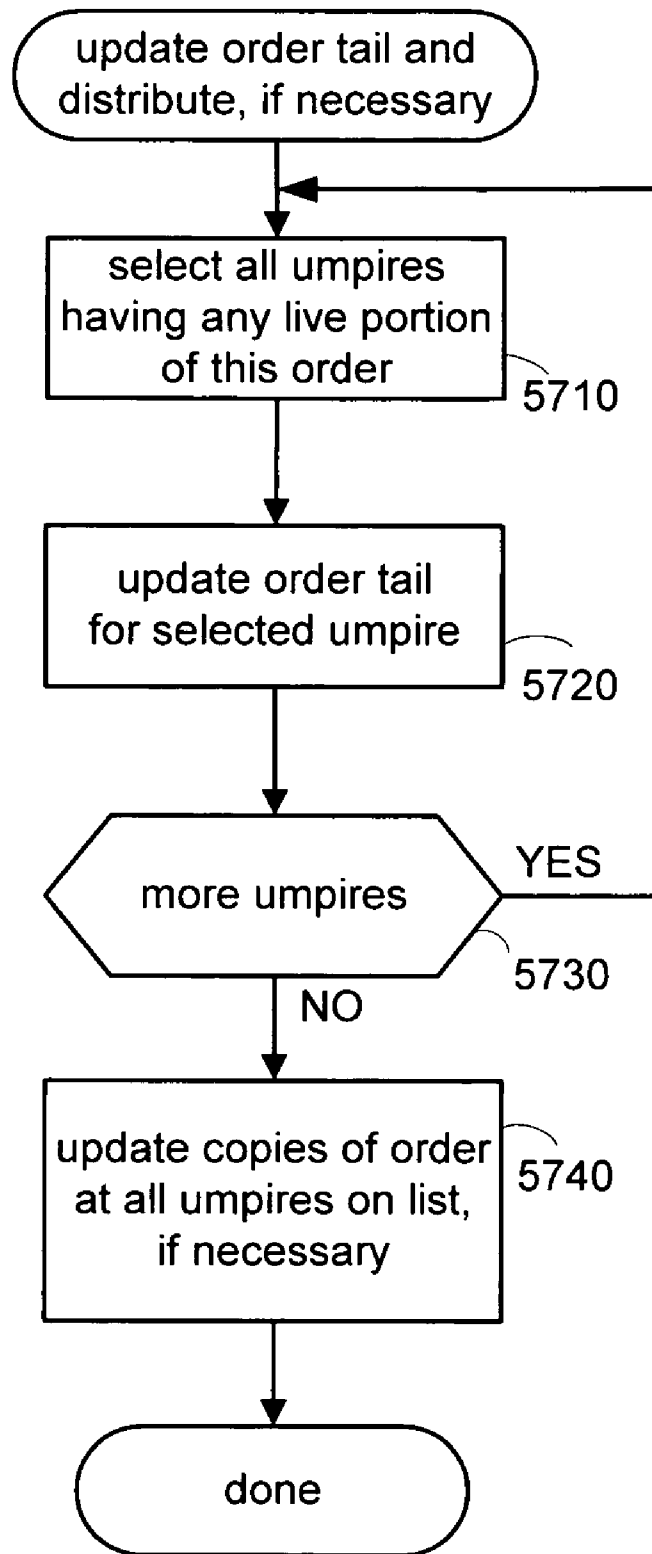 update order tail and
distribute, if necessary
select all umpires
having any live portion
of this order
5710
update order tail
for selected umpire
5720
more umpires
YES
5730
NO
update copies of order
at all umpires on list,
if necessary
5740
done